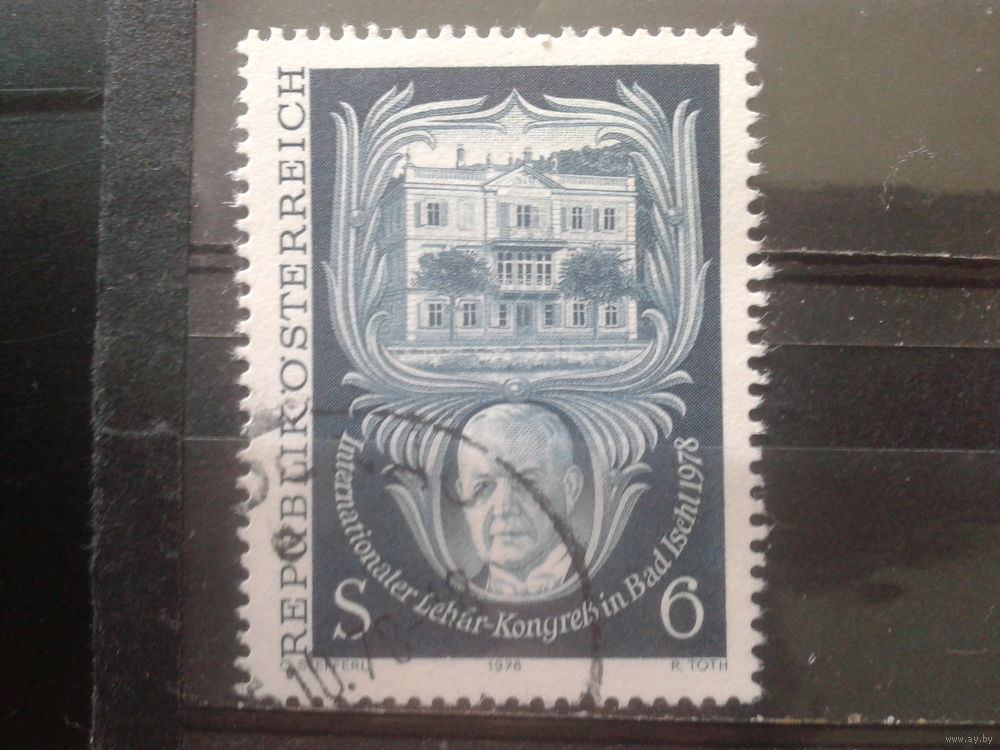 REPUBLIK ÖSTERREICH
Internationaler Lehár-Kongreß in Bad Ischl 1978
S 6
1978
R. TOTH
www.ay.by